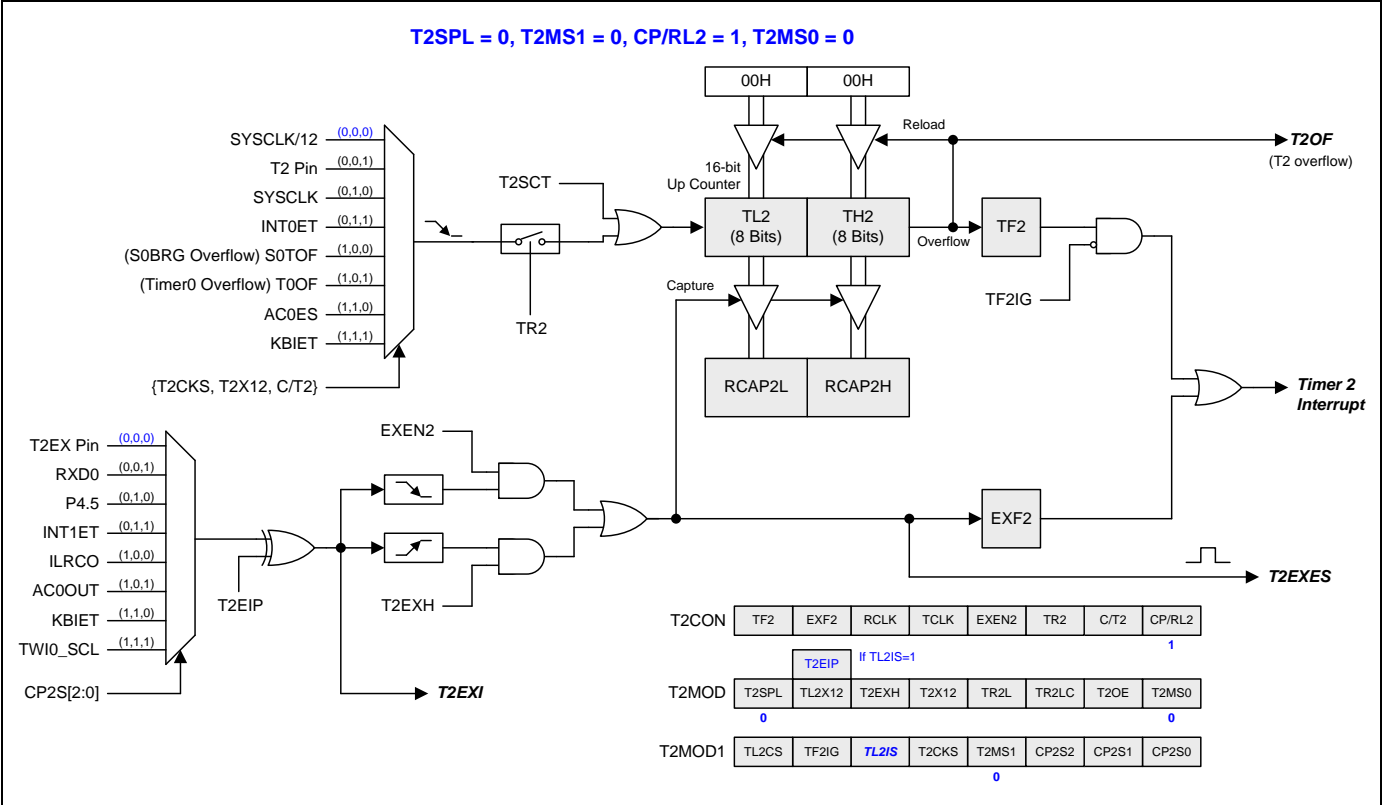 T2SPL = 0, T2MS1 = 0, CP/RL2 = 1, T2MS0 = 0
00H 00H
SYSCLK/12 (0,0,0)
T2 Pin (0,0,1)
SYSCLK (0,1,0)
INT0ET (0,1,1)
(S0BRG Overflow) S0TOF (1,0,0)
(Timer0 Overflow) T0OF (1,0,1)
AC0ES (1,1,0)
KBIET (1,1,1)
{T2CKS, T2X12, C/T2}
TR2
T2SCT
16-bit
Up Counter
Reload
T2OF
(T2 overflow)
TL2
(8 Bits)
TH2
(8 Bits)
Overflow
TF2
TF2IG
Capture
RCAP2L RCAP2H
Timer 2
Interrupt
T2EX Pin (0,0,0)
RXD0 (0,0,1)
P4.5 (0,1,0)
INT1ET (0,1,1)
ILRCO (1,0,0)
AC0OUT (1,0,1)
KBIET (1,1,0)
TWI0_SCL (1,1,1)
CP2S[2:0]
T2EIP
EXEN2
T2EXH
T2EXI
EXF2
T2EXES
T2CON TF2 EXF2 RCLK TCLK EXEN2 TR2 C/T2 CP/RL2
1
T2EIP If TL2IS=1
T2MOD T2SPL TL2X12 T2EXH T2X12 TR2L TR2LC T2OE T2MS0
0 0
T2MOD1 TL2CS TF2IG TL2IS T2CKS T2MS1 CP2S2 CP2S1 CP2S0
0